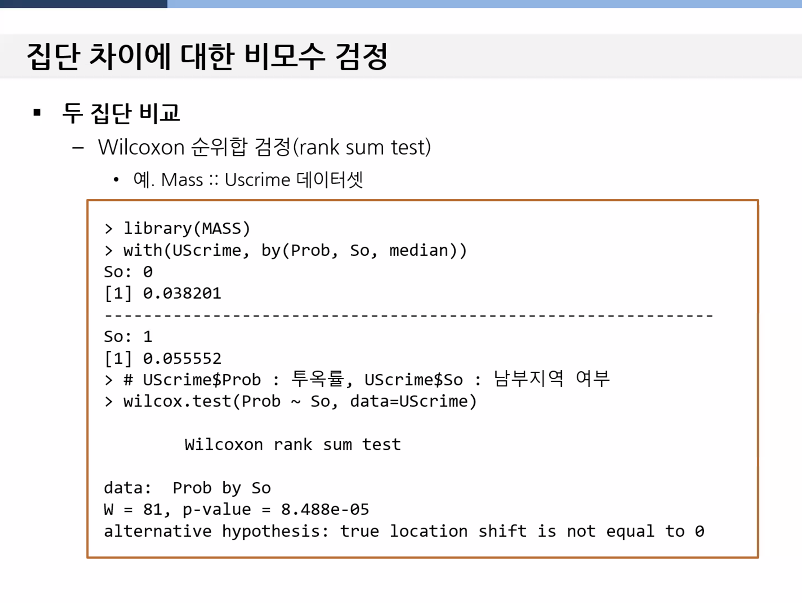 집단 차이에 대한 비모수 검정
▪ 두 집단 비교
– Wilcoxon 순위합 검정(rank sum test)
• 예. Mass :: Uscrime 데이터셋
> library(MASS)
> with(UScrime, by(Prob, So, median))
So: 0
[1] 0.038201
--------------------------------------------------------------
So: 1
[1] 0.055552
> # UScrime$Prob : 투옥률, UScrime$So : 남부지역 여부
> wilcox.test(Prob ~ So, data=UScrime)
Wilcoxon rank sum test
data:  Prob by So
W = 81, p-value = 8.488e-05
alternative hypothesis: true location shift is not equal to 0